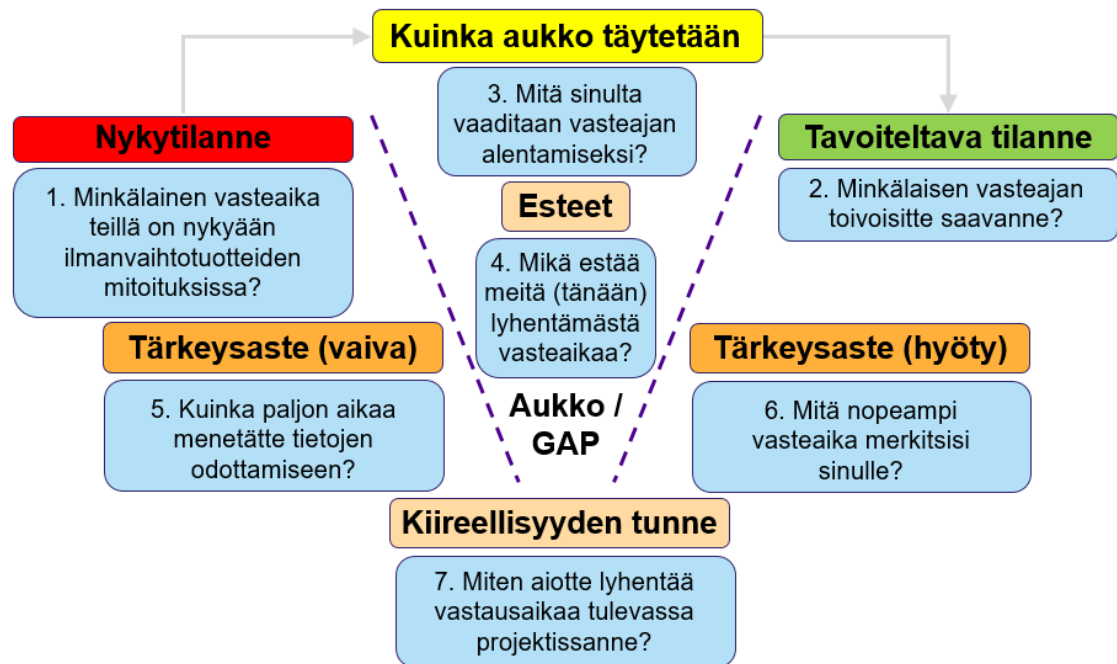 Kuinka aukko täytetään
3. Mitä sinulta
vaaditaan vasteajan
alentamiseksi?
Nykytilanne
1. Minkälainen vasteaika
teillä on nykyään
ilmanvaihtotuotteiden
mitoituksissa?
Tavoiteltava tilanne
2. Minkälaisen vasteajan
toivoisitte saavanne?
Esteet
4. Mikä estää
meitä (tänään)
lyhentämästä
vasteaikaa?
Tärkeysaste (vaiva)
5. Kuinka paljon aikaa
menetätte tietojen
odottamiseen?
Aukko /
GAP
Tärkeysaste (hyöty)
6. Mitä nopeampi
vasteaika merkitsisi
sinulle?
Kiireellisyyden tunne
7. Miten aiotte lyhentää
vastausaikaa tulevassa
projektissanne?